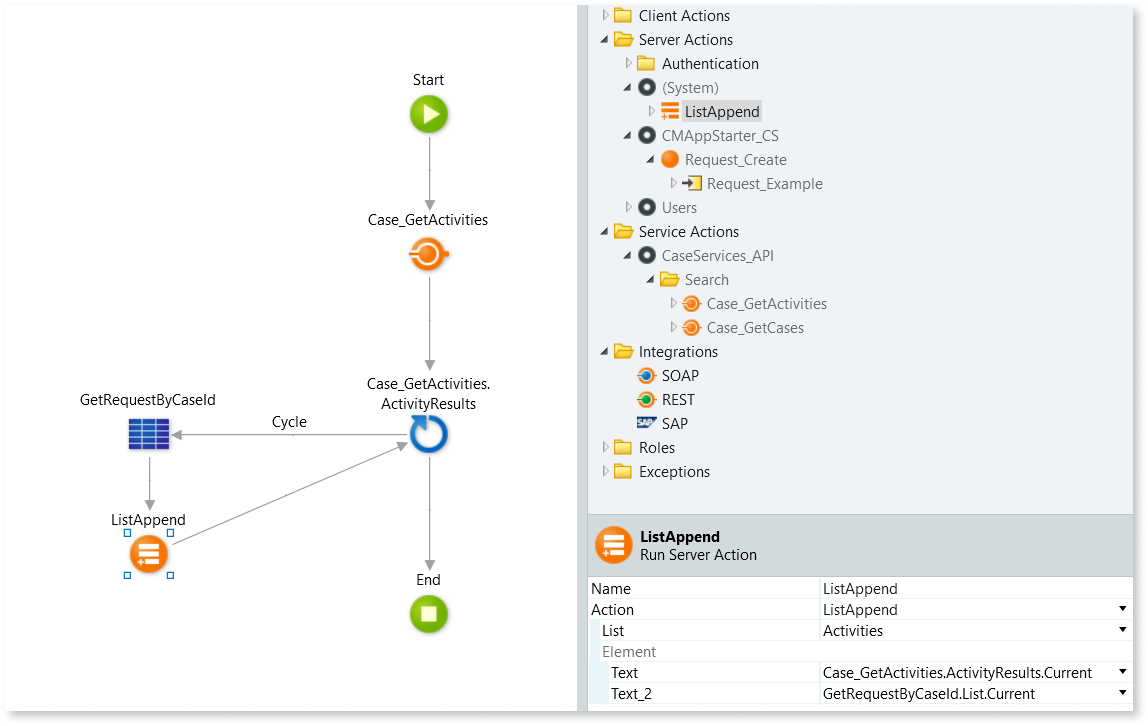 Start
Case_GetActivities
Case_GetActivities.
ActivityResults
GetRequestByCaseId
Cycle
ListAppend
End
Client Actions
Server Actions
Authentication
(System)
ListAppend
CMAppStarter_CS
Request_Create
Request_Example
Users
Service Actions
CaseServices_API
Search
Case_GetActivities
Case_GetCases
Integrations
SOAP
REST
SAP SAP
Roles
Exceptions
ListAppend
Run Server Action
Name ListAppend
Action ListAppend
List Activities
Element
Text Case_GetActivities.ActivityResults.Current
Text_2 GetRequestByCaseId.List.Current